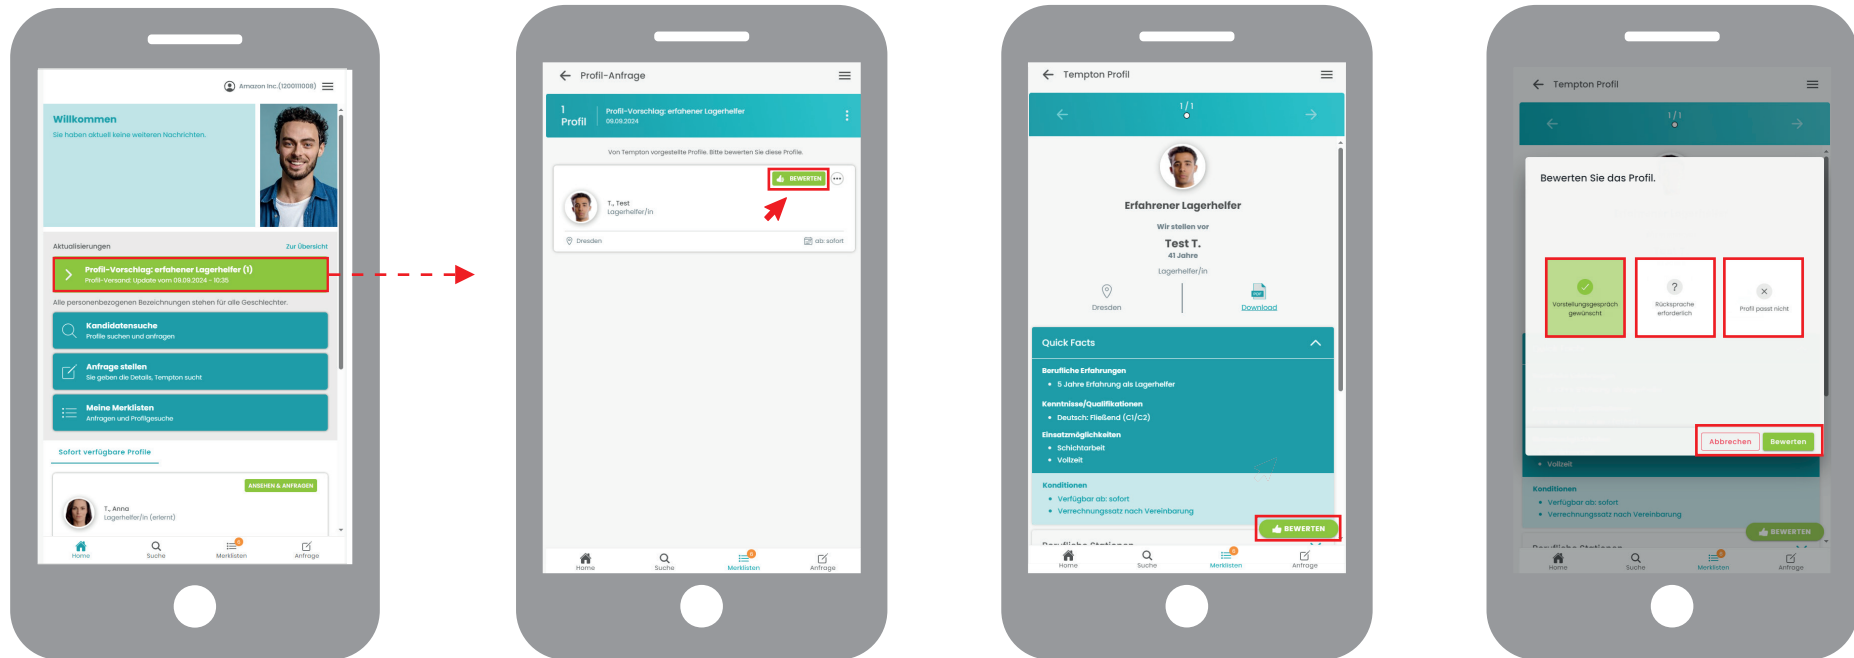 Amazon Inc.(1200111008)
Willkommen
Sie haben aktuell keine weiteren Nachrichten.
Aktualisierungen
Zur Übersicht
Profil-Vorschlag: erfahener Lagerhelfer (1)
Profil-Versand: Update vom 09.09.2024 - 10:35
Alle personenbezogenen Bezeichnungen stehen für alle Geschlechter.
Kandidatensuche
Profile suchen und anfragen
Anfrage stellen
Sie geben die Details, Tempton sucht
Meine Merklisten
Anfragen und Profilgesuche
Sofort verfügbare Profile
ANSEHEN & ANFRAGEN
T., Anna
Lagerhelfer/in (erlernt)
Home
Suche
Merklisten
Anfrage
Profil-Anfrage
1
Profil
Profil-Vorschlag: erfahener Lagerhelfer
09.09.2024
Von Tempton vorgestellte Profile. Bitte bewerten Sie diese Profile.
BEWERTEN
T., Test
Lagerhelfer/in
Dresden
ab: sofort
Home
Suche
Merklisten
Anfrage
Tempton Profil
1/1
Erfahrener Lagerhelfer
Wir stellen vor
Test T.
41 Jahre
Lagerhelfer/in
Dresden
Download
Quick Facts
Berufliche Erfahrungen
• 5 Jahre Erfahrung als Lagerhelfer
Kenntnisse/Qualifikationen
• Deutsch: Fließend (C1/C2)
Einsatzmöglichkeiten
• Schichtarbeit
• Vollzeit
Konditionen
• Verfügbar ab: sofort
• Verrechnungssatz nach Vereinbarung
BEWERTEN
Berufliche Stationen
Home
Suche
Merklisten
Anfrage
Tempton Profil
1/1
Bewerten Sie das Profil.
Vorstellungsgespräch
gewünscht
?
Rücksprache
erforderlich
Profil passt nicht
Abbrechen
Bewerten
• Vollzeit
Konditionen
• Verfügbar ab: sofort
• Verrechnungssatz nach Vereinbarung
BEWERTEN
Berufliche Stationen
Home
Suche
Merklisten
Anfrage